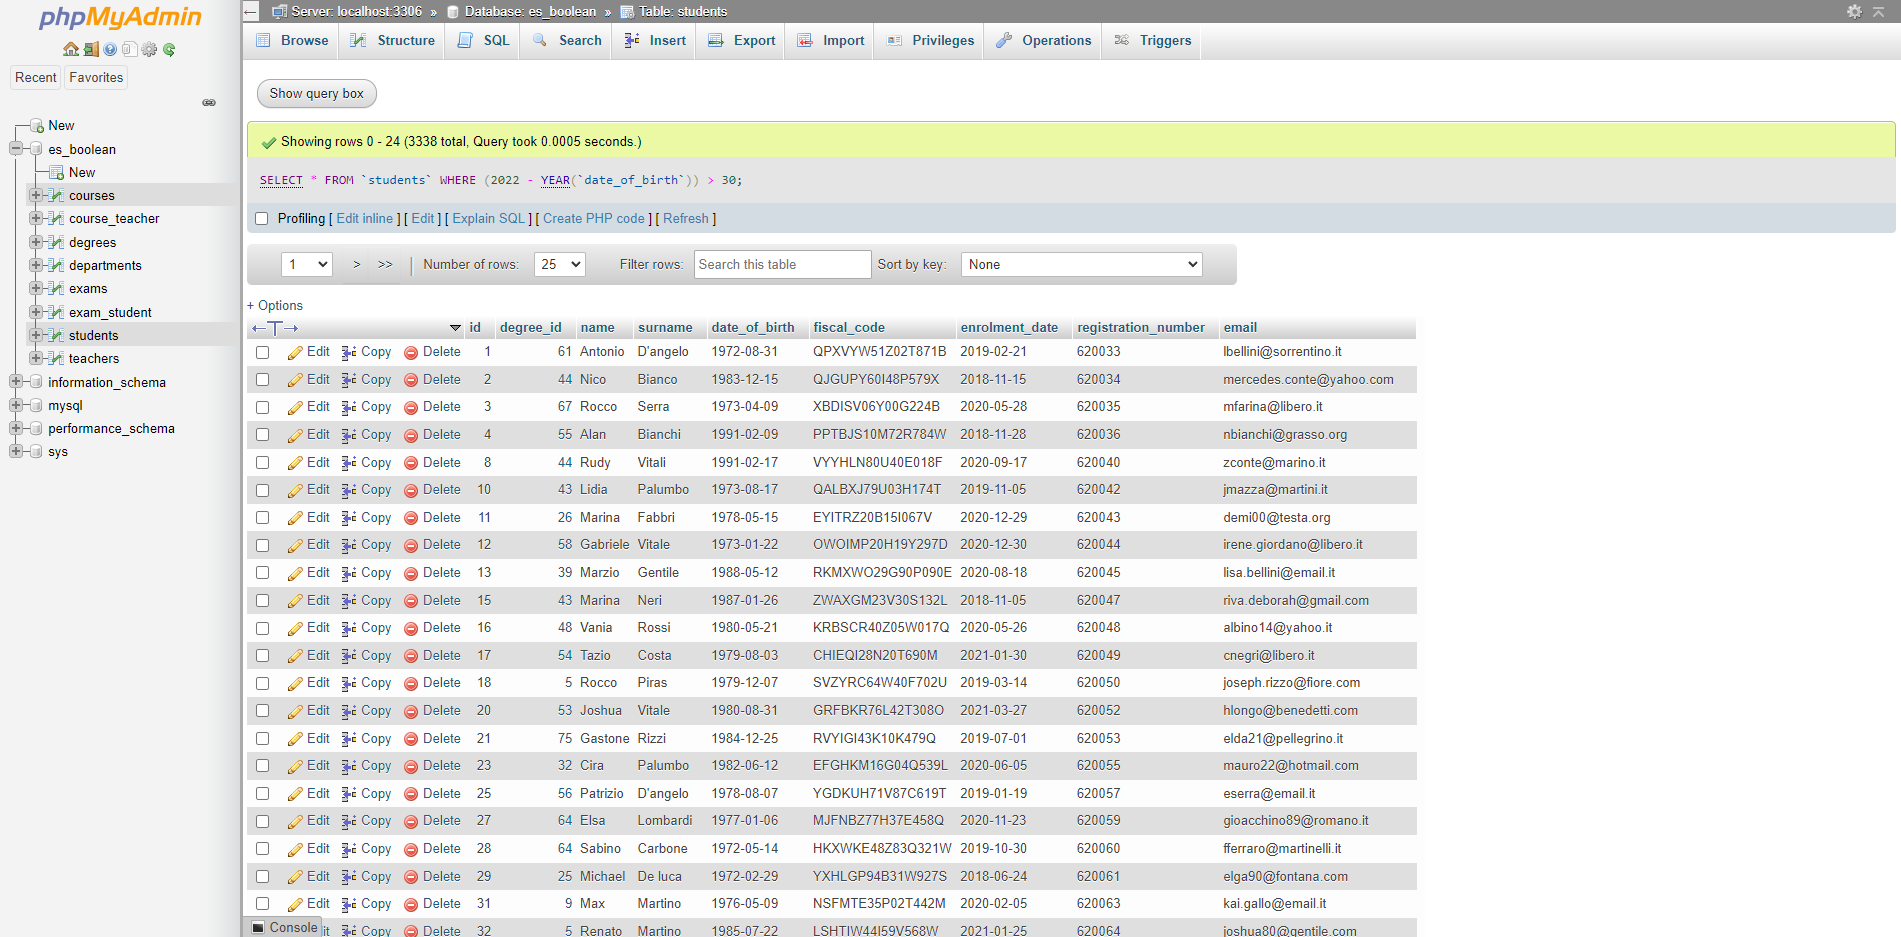 phpMyAdmin
Recent Favorites
New
es_boolean
New
courses
course_teacher
degrees
departments
exams
exam_student
students
teachers
information_schema
mysql
performance_schema
sys
Server: localhost:3306 » Database: es_boolean » Table: students
Browse Structure SQL Search Insert Export Import Privileges Operations Triggers
Show query box
Showing rows 0 - 24 (3338 total, Query took 0.0005 seconds.)
SELECT * FROM `students` WHERE (2022 - YEAR(`date_of_birth`)) > 30;
Profiling [ Edit inline ] [ Edit ] [ Explain SQL ] [ Create PHP code ] [ Refresh ]
1 > >> | Number of rows: 25 Filter rows: Search this table Sort by key: None
+ Options
←T→ id degree_id name surname date_of_birth fiscal_code enrolment_date registration_number email
Edit Copy Delete 1 61 Antonio D'angelo 1972-08-31 QPXVYW51Z02T871B 2019-02-21 620033 lbellini@sorrentino.it
Edit Copy Delete 2 44 Nico Bianco 1983-12-15 QJGUPY60I48P579X 2018-11-15 620034 mercedes.conte@yahoo.com
Edit Copy Delete 3 67 Rocco Serra 1973-04-09 XBDISV06Y00G224B 2020-05-28 620035 mfarina@libero.it
Edit Copy Delete 4 55 Alan Bianchi 1991-02-09 PPTBJS10M72R784W 2018-11-28 620036 nbianchi@grasso.org
Edit Copy Delete 8 44 Rudy Vitali 1991-02-17 VYYHLN80U40E018F 2020-09-17 620040 zconte@marino.it
Edit Copy Delete 10 43 Lidia Palumbo 1973-08-17 QALBXJ79U03H174T 2019-11-05 620042 jmazza@martini.it
Edit Copy Delete 11 26 Marina Fabbri 1978-05-15 EYITRZ20B15I067V 2020-12-29 620043 demi00@testa.org
Edit Copy Delete 12 58 Gabriele Vitale 1973-01-22 OWOIMP20H19Y297D 2020-12-30 620044 irene.giordano@libero.it
Edit Copy Delete 13 39 Marzio Gentile 1988-05-12 RKMXWO29G90P090E 2020-08-18 620045 lisa.bellini@email.it
Edit Copy Delete 15 43 Marina Neri 1987-01-26 ZWAXGM23V30S132L 2018-11-05 620047 riva.deborah@gmail.com
Edit Copy Delete 16 48 Vania Rossi 1980-05-21 KRBSCR40Z05W017Q 2020-05-26 620048 albino14@yahoo.it
Edit Copy Delete 17 54 Tazio Costa 1979-08-03 CHIEQI28N20T690M 2021-01-30 620049 cnegri@libero.it
Edit Copy Delete 18 5 Rocco Piras 1979-12-07 SVZYRC64W40F702U 2019-03-14 620050 joseph.rizzo@fiore.com
Edit Copy Delete 20 53 Joshua Vitale 1980-08-31 GRFBKR76L42T308O 2021-03-27 620052 hlongo@benedetti.com
Edit Copy Delete 21 75 Gastone Rizzi 1984-12-25 RVYIGI43K10K479Q 2019-07-01 620053 elda21@pellegrino.it
Edit Copy Delete 23 32 Cira Palumbo 1982-06-12 EFGHKM16G04Q539L 2020-06-05 620055 mauro22@hotmail.com
Edit Copy Delete 25 56 Patrizio D'angelo 1978-08-07 YGDKUH71V87C619T 2019-01-19 620057 eserra@email.it
Edit Copy Delete 27 64 Elsa Lombardi 1977-01-06 MJFNBZ77H37E458Q 2020-11-23 620059 gioacchino89@romano.it
Edit Copy Delete 28 64 Sabino Carbone 1972-05-14 HKXWKE48Z83Q321W 2019-10-30 620060 fferraro@martinelli.it
Edit Copy Delete 29 25 Michael De luca 1972-02-29 YXHLGP94B31W927S 2018-06-24 620061 elga90@fontana.com
Edit Copy Delete 31 9 Max Martino 1976-05-09 NSFMTE35P02T442M 2020-02-05 620063 kai.gallo@email.it
Console it Copy Delete 32 5 Renato Martino 1985-07-22 LSHTIW44I59V568W 2021-01-25 620064 joshua80@gentile.com